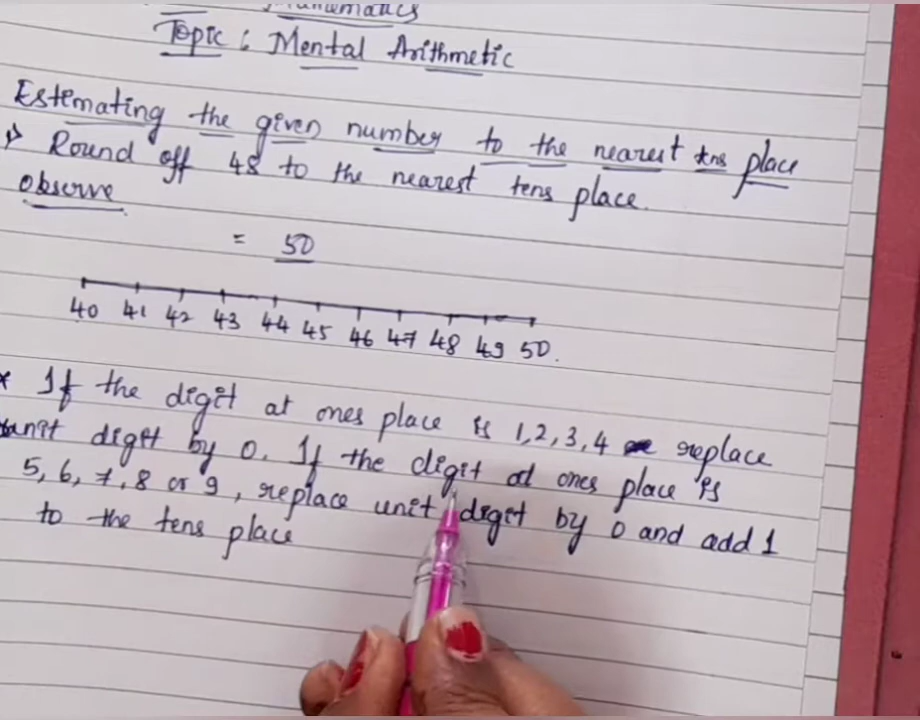 Mathematics
Topic : Mental Arithmetic
Estemating the given number to the nearest tns place
Round off 48 to the nearest tens place.
observe
= 50
40 41 42 43 44 45 46 47 48 49 50.
* If the digit at ones place is 1,2,3,4 replace
unit digit by 0. If the digit at ones place is
5, 6, 7, 8 or 9, replace unit digit by 0 and add 1
to the tens place